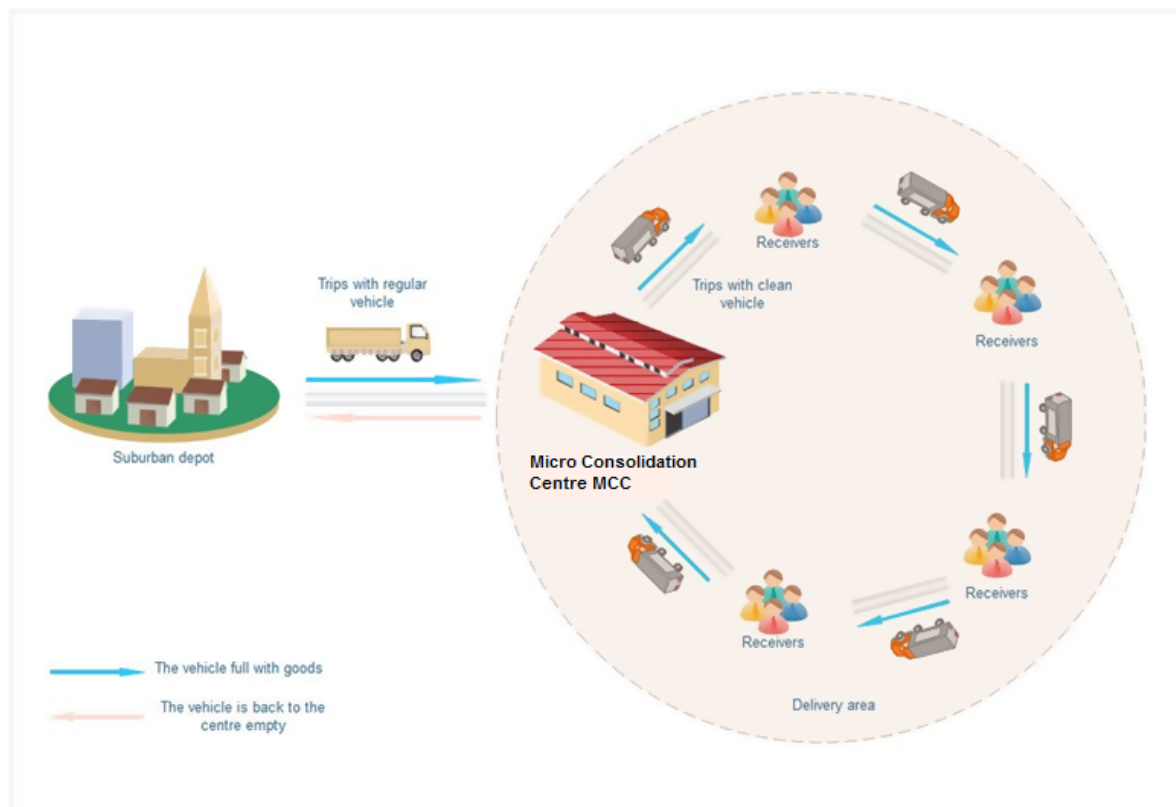 Receivers
Trips with regular
vehicle
Trips with clean
vehicle
Receivers
Suburban depot
Micro Consolidation
Centre MCC
Receivers
Receivers
The vehicle full with goods
The vehicle is back to the
centre empty
Delivery area